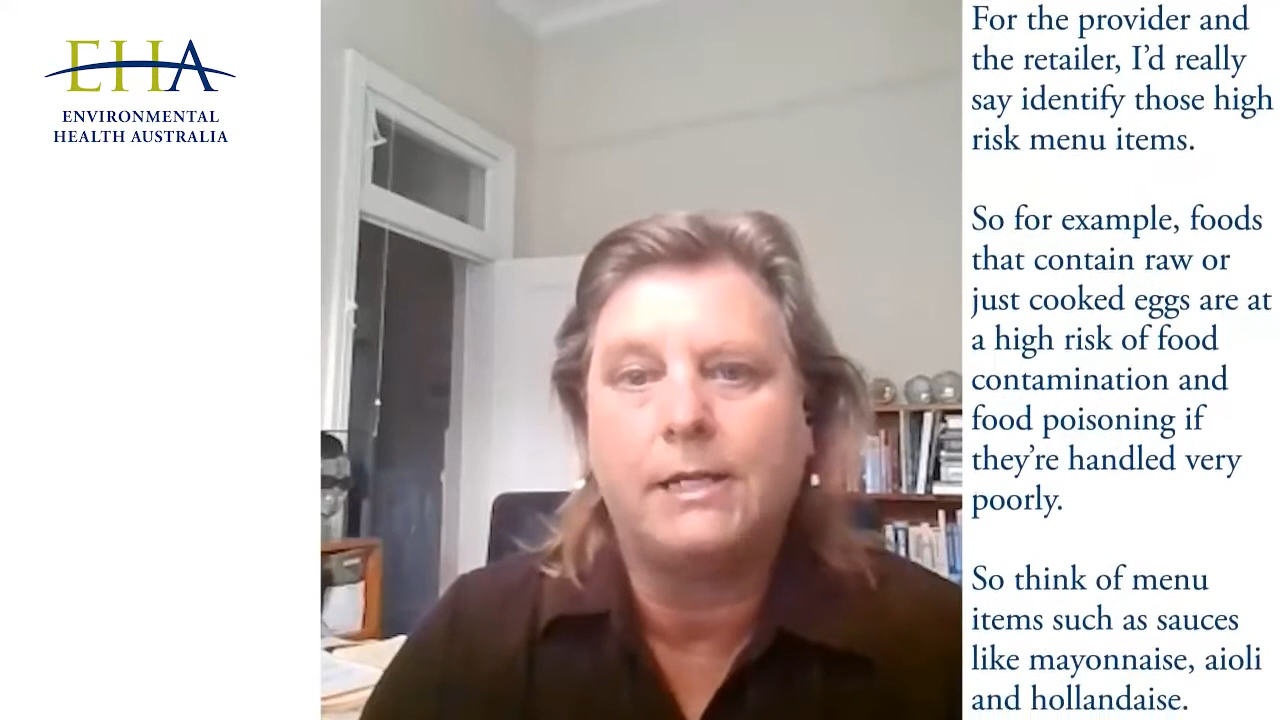 EHA
ENVIRONMENTAL
HEALTH AUSTRALIA
For the provider and
the retailer, I’d really
say identify those high
risk menu items.
So for example, foods
that contain raw or
just cooked eggs are at
a high risk of food
contamination and
food poisoning if
they’re handled very
poorly.
So think of menu
items such as sauces
like mayonnaise, aioli
and hollandaise.